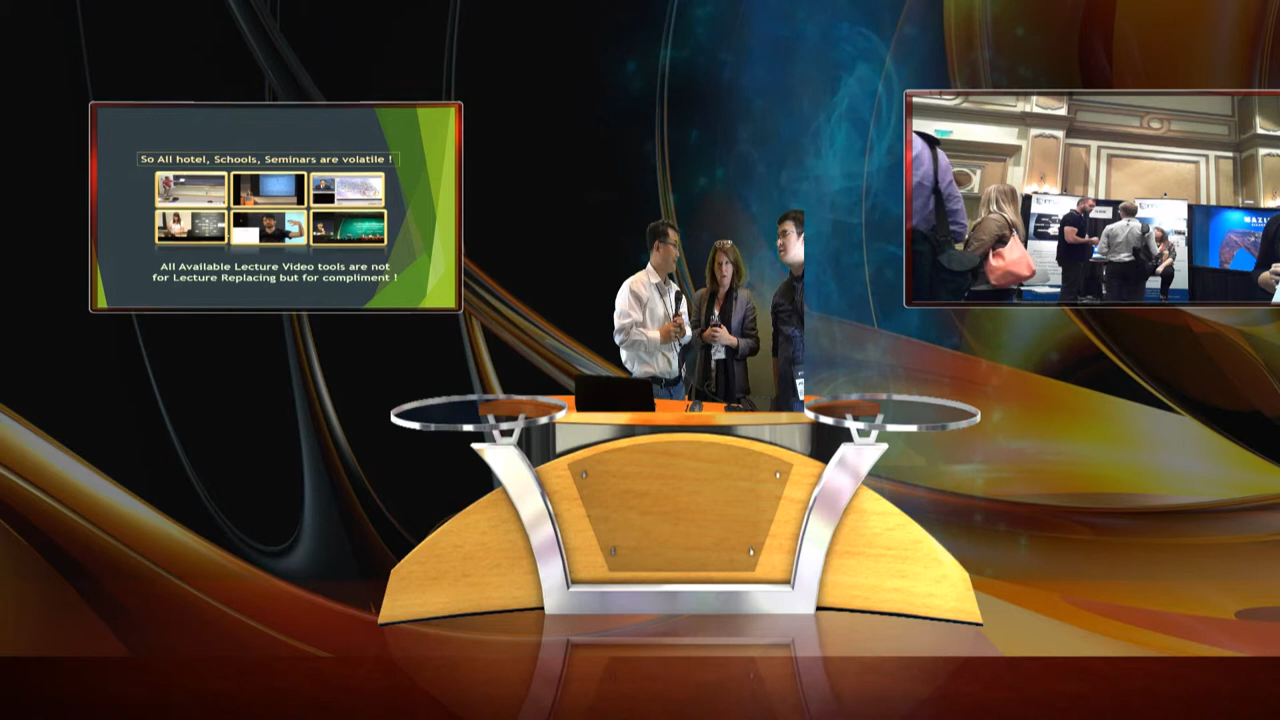 So All hotel, Schools, Seminars are volatile !
All Available Lecture Video tools are not
for Lecture Replacing but for compliment !